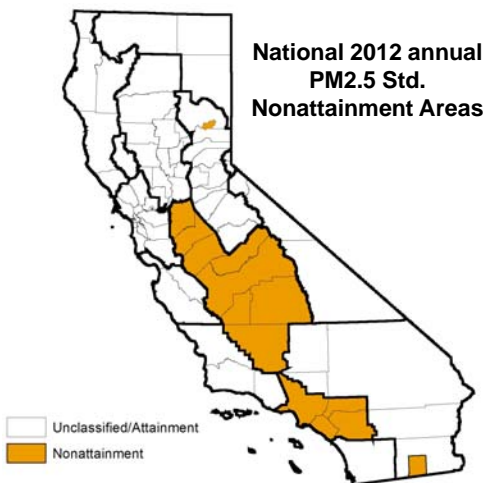 National 2012 annual
PM2.5 Std.
Nonattainment Areas
Unclassified/Attainment
Nonattainment